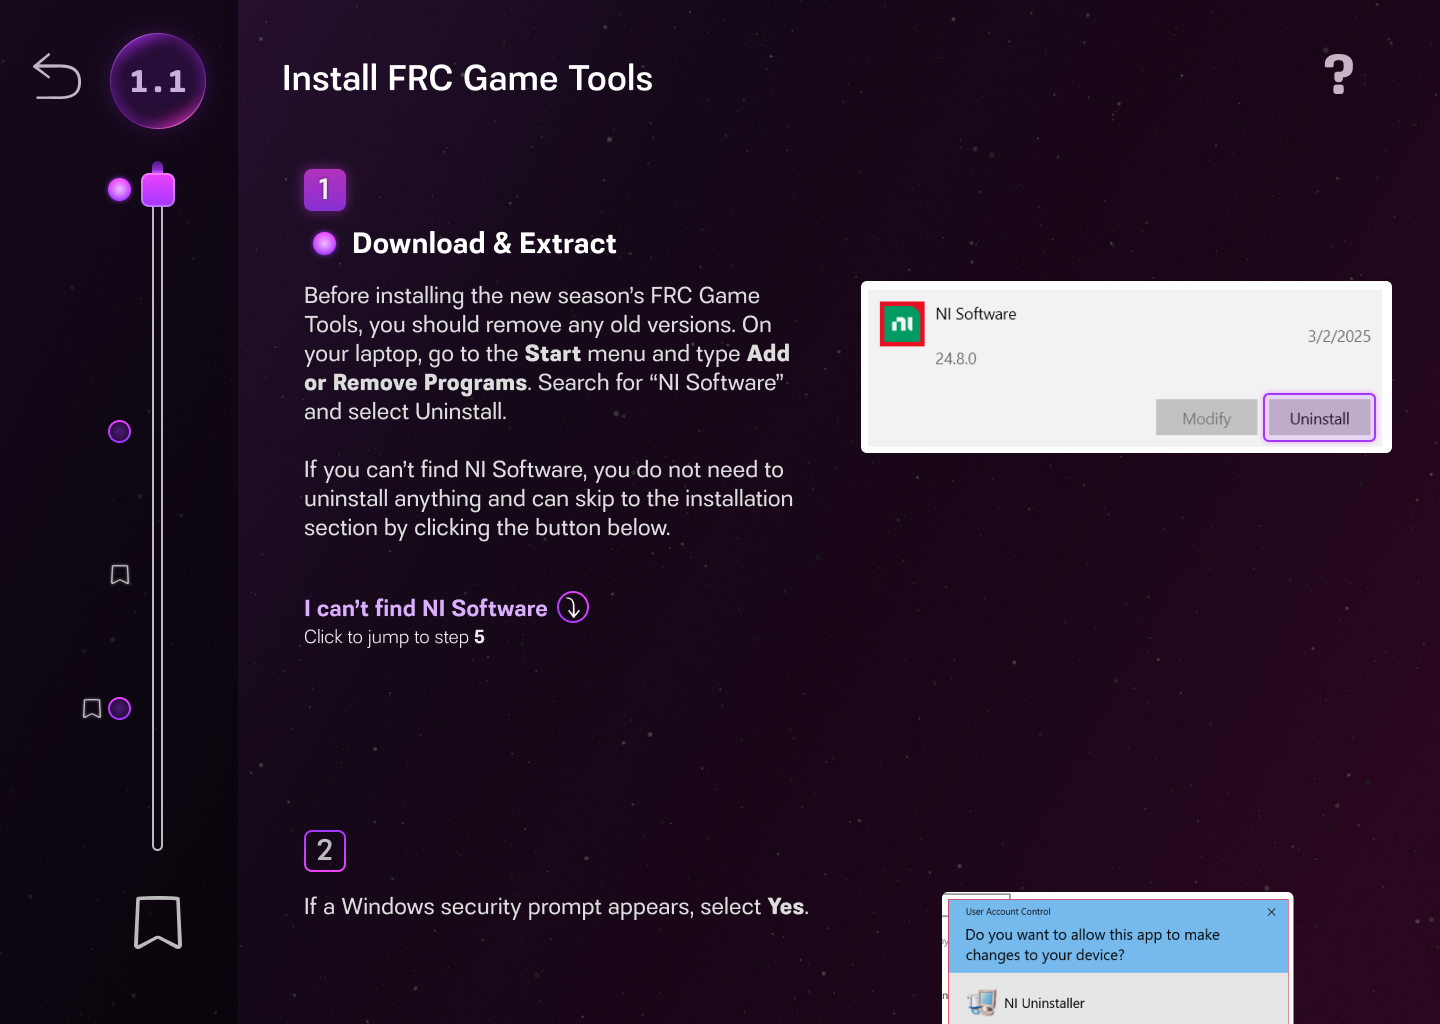 1.1
Install FRC Game Tools
?
1
Download & Extract
Before installing the new season’s FRC Game
Tools, you should remove any old versions. On
your laptop, go to the Start menu and type Add
or Remove Programs. Search for “NI Software”
and select Uninstall.
If you can’t find NI Software, you do not need to
uninstall anything and can skip to the installation
section by clicking the button below.
I can’t find NI Software
Click to jump to step 5
nı
NI Software
3/2/2025
24.8.0
Modify
Uninstall
2
If a Windows security prompt appears, select Yes.
User Account Control
Do you want to allow this app to make
changes to your device?
NI Uninstaller